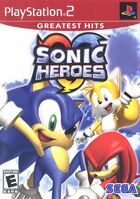 PlayStation 2
GREATEST HITS
SONIC
HEROES
E
SEGA